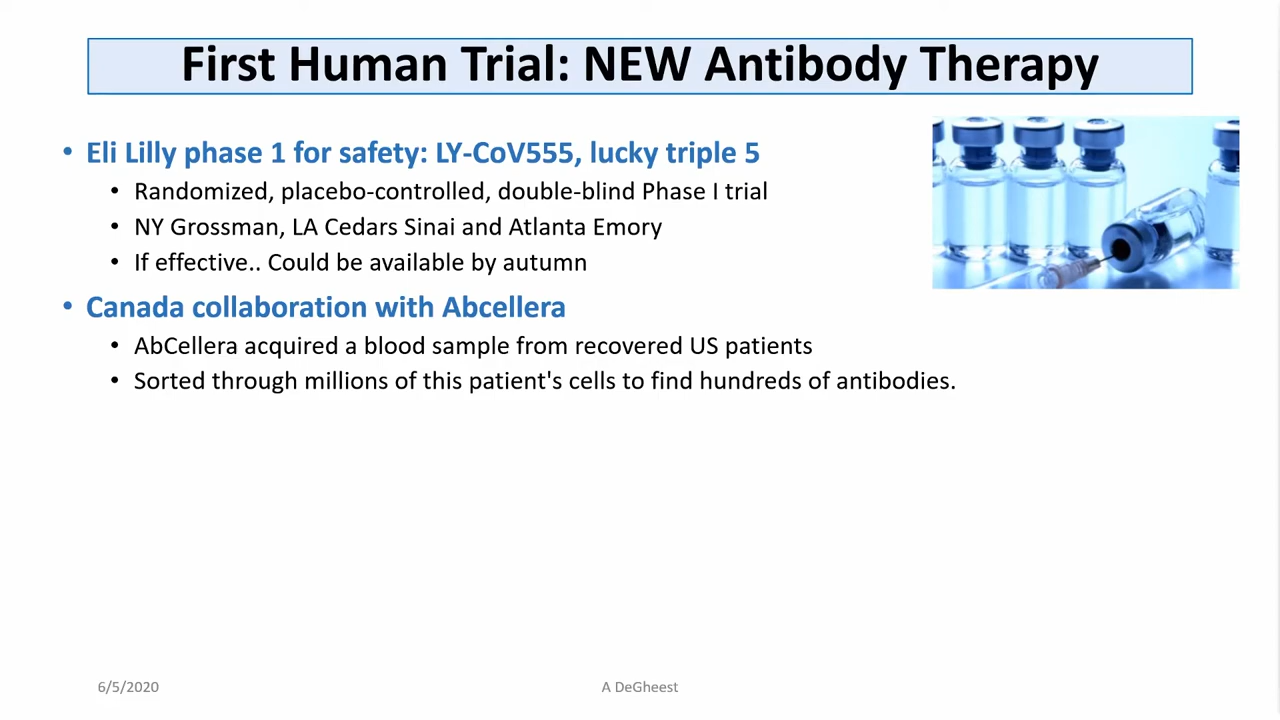 First Human Trial: NEW Antibody Therapy
• Eli Lilly phase 1 for safety: LY-CoV555, lucky triple 5
• Randomized, placebo-controlled, double-blind Phase I trial
• NY Grossman, LA Cedars Sinai and Atlanta Emory
• If effective.. Could be available by autumn
• Canada collaboration with Abcellera
• AbCellera acquired a blood sample from recovered US patients
• Sorted through millions of this patient's cells to find hundreds of antibodies.
6/5/2020
A DeGheest